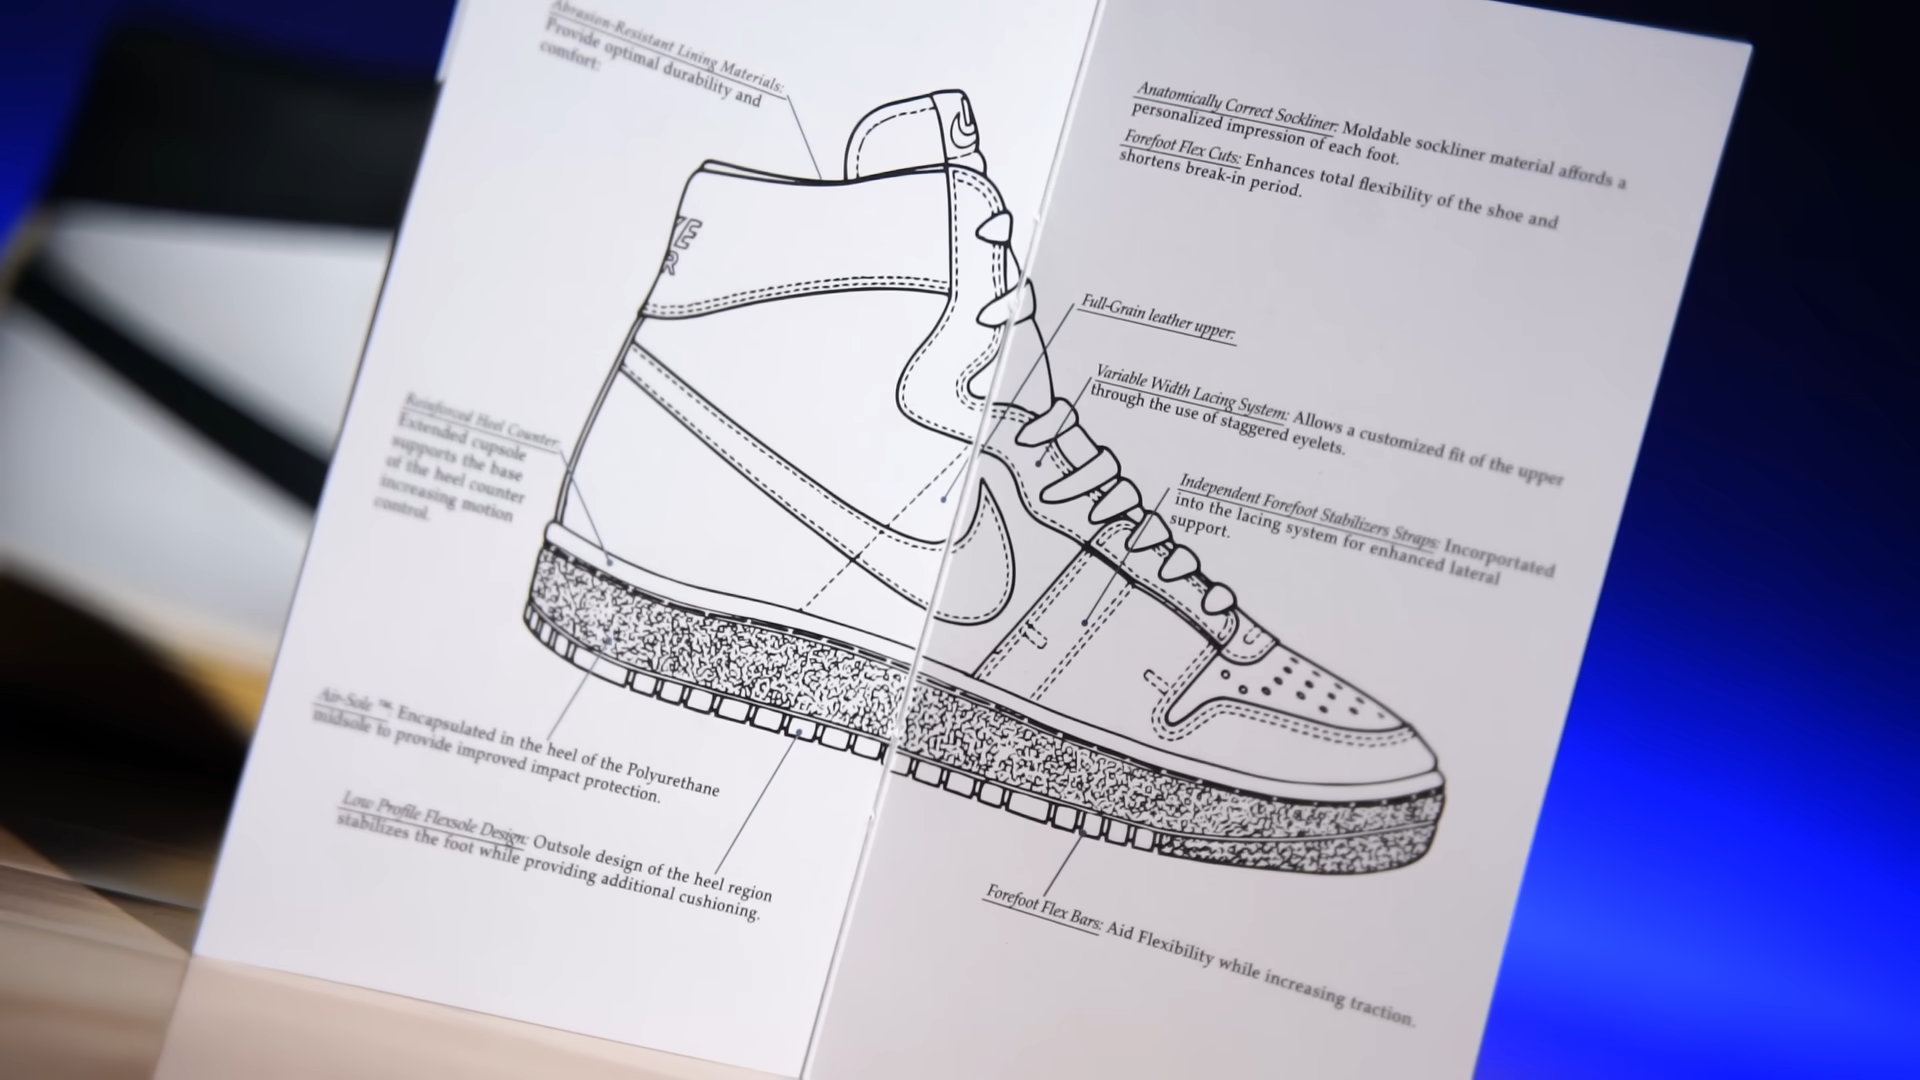 Abrasion-Resistant Lining Materials:
Provide optimal durability and
comfort:
Anatomically Correct Sockliner: Moldable sockliner material affords a
personalized impression of each foot.
Forefoot Flex Cuts: Enhances total flexibility of the shoe and
shortens break-in period.
Full-Grain leather upper:
Variable Width Lacing System: Allows a customized fit of the upper
through the use of staggered eyelets.
Independent Forefoot Stabilizers Straps: Incorportated
into the lacing system for enhanced lateral
support.
Reinforced Heel Counter:
Extended cupsole
supports the base
of the heel counter
increasing motion
control.
Air-Sole ™: Encapsulated in the heel of the Polyurethane
midsole to provide improved impact protection.
Low Profile Flexsole Design: Outsole design of the heel region
stabilizes the foot while providing additional cushioning.
Forefoot Flex Bars: Aid Flexibility while increasing traction.